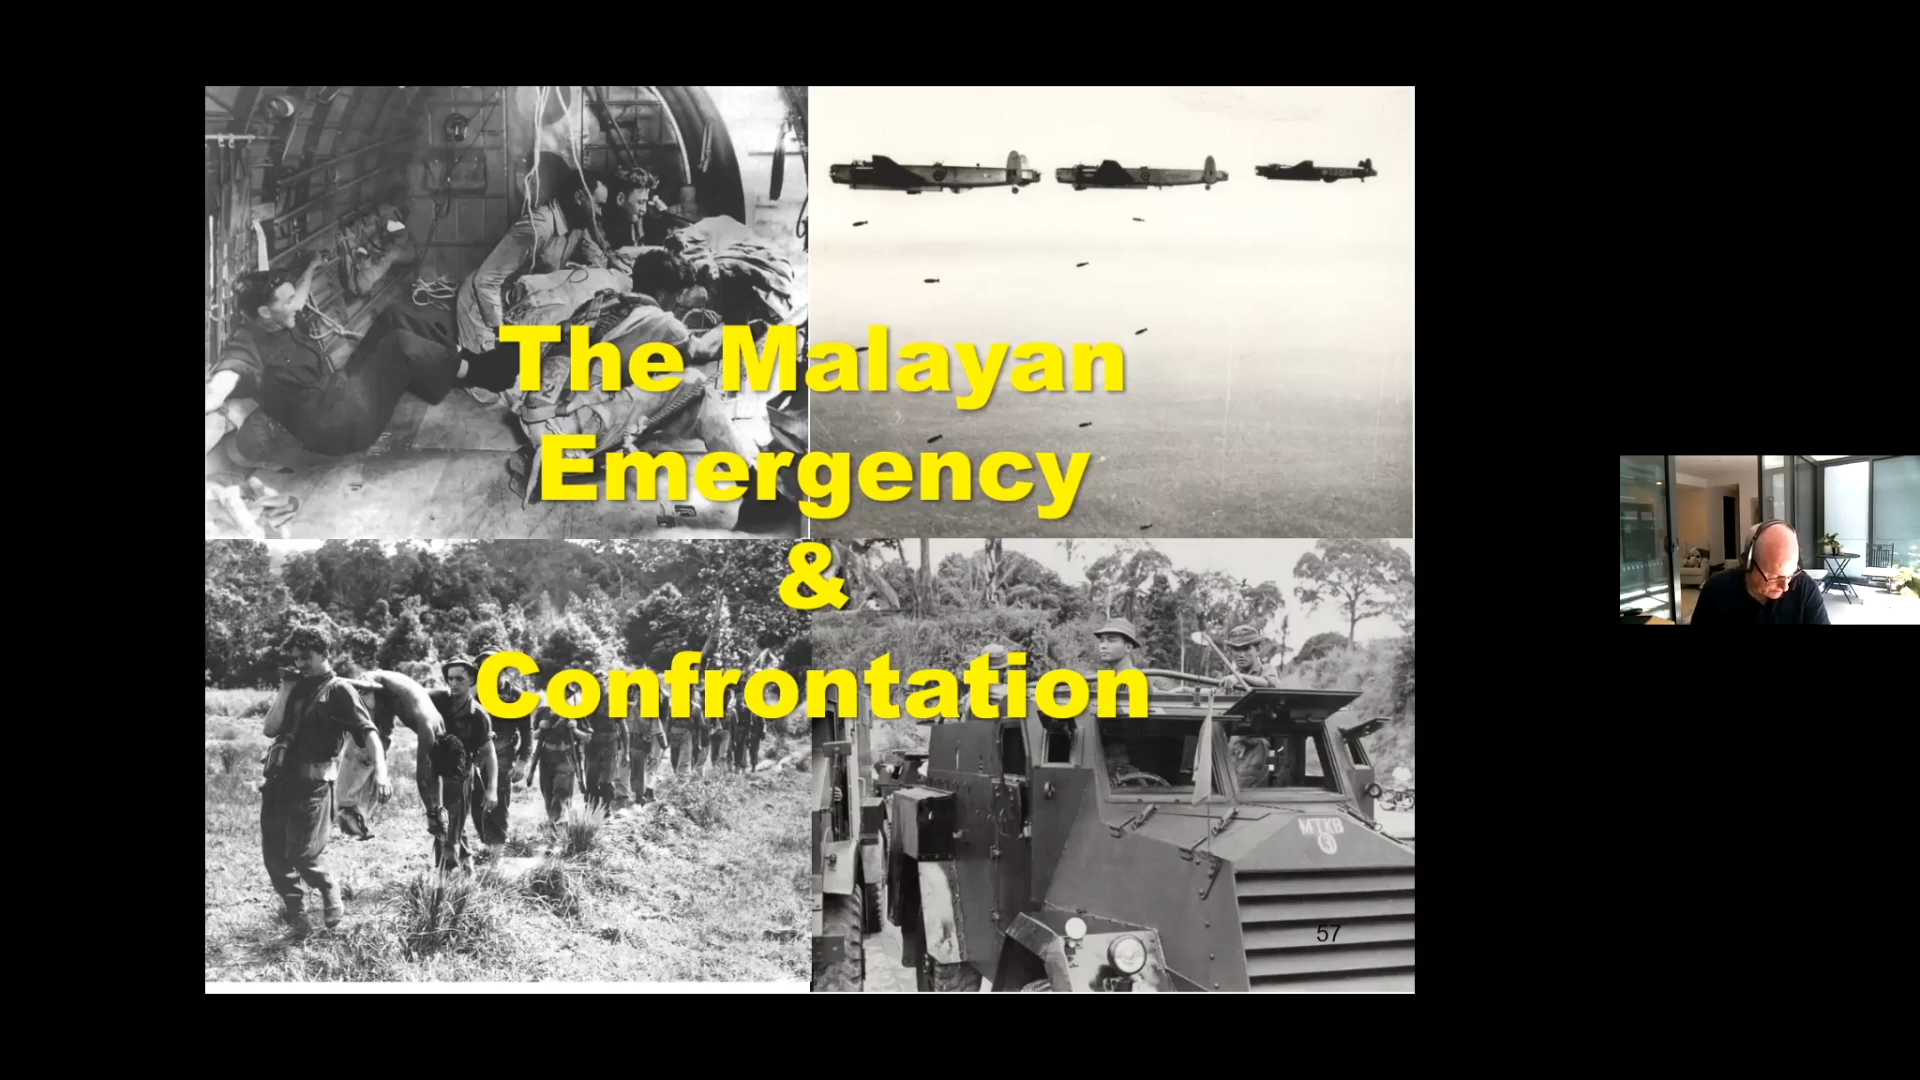 The Malayan
Emergency
&
Confrontation
MTKB
57